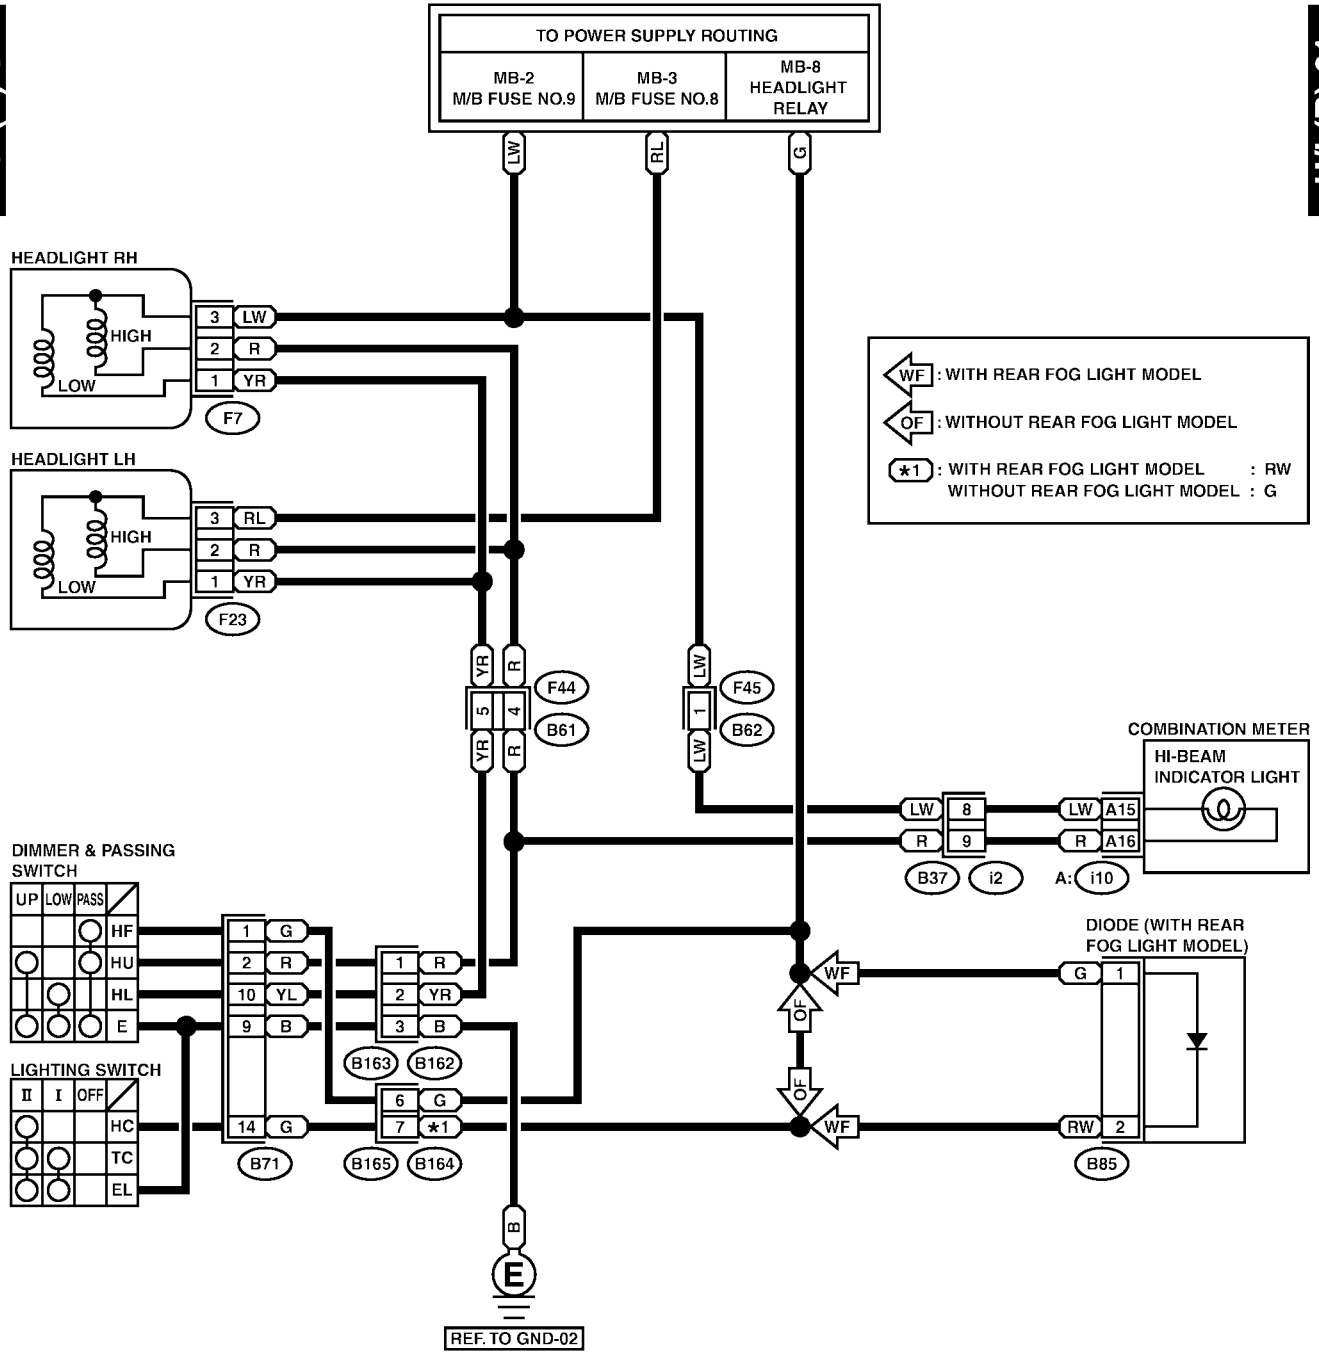 TO POWER SUPPLY ROUTING
MB-2
M/B FUSE NO.9
MB-3
M/B FUSE NO.8
MB-8
HEADLIGHT
RELAY
LW
RL
G
HEADLIGHT RH
HIGH
LOW
3 LW
2 R
1 YR
F7
WF : WITH REAR FOG LIGHT MODEL
OF : WITHOUT REAR FOG LIGHT MODEL
*1 : WITH REAR FOG LIGHT MODEL : RW
WITHOUT REAR FOG LIGHT MODEL : G
HEADLIGHT LH
HIGH
LOW
3 RL
2 R
1 YR
F23
YR R
5 4
YR R
F44
B61
LW
1
LW
F45
B62
COMBINATION METER
HI-BEAM
INDICATOR LIGHT
LW 8 LW A15
R 9 R A16
B37 i2 A: i10
DIMMER & PASSING
SWITCH
UP LOW PASS
HF 1 G
HU 2 R 1 R
HL 10 YL 2 YR
E 9 B 3 B
B163 B162
LIGHTING SWITCH
II I OFF
HC 14 G
TC
EL
B71
6 G
7 *1
B165 B164
WF
OF
OF
WF
DIODE (WITH REAR
FOG LIGHT MODEL)
G 1
RW 2
B85
B
E
REF. TO GND-02